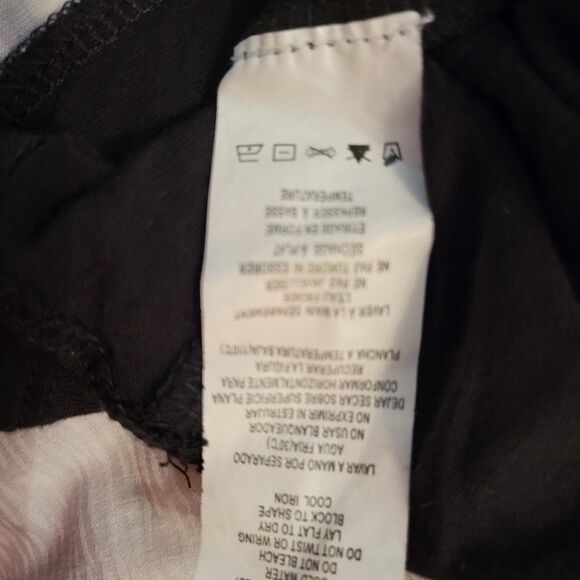 COLD WATER
DO NOT BLEACH
DO NOT TWIST OR WRING
LAY FLAT TO DRY
BLOCK TO SHAPE
COOL IRON
LAVAR A MANO POR SEPARADO
AGUA FRIA(30°C)
NO USAR BLANQUEADOR
NO EXPRIMIR NI ESTRUJAR
DEJAR SECAR SOBRE SUPERFICIE PLANA
CONFORMAR HORIZONTALMENTE PARA
RECUPERAR LA FIGURA
PLANCHA A TEMPERATURA BAJA(110°C)
LAVER À LA MAIN SEPAREMENT
L'EAU FROIDE
NE PAS JAVELLISER
NE PAS TORDRE NI ESSORER
SÉCHAGE À PLAT
ETIRAGE EN FORME
REPASSER À BASSE
TEMPERATURE